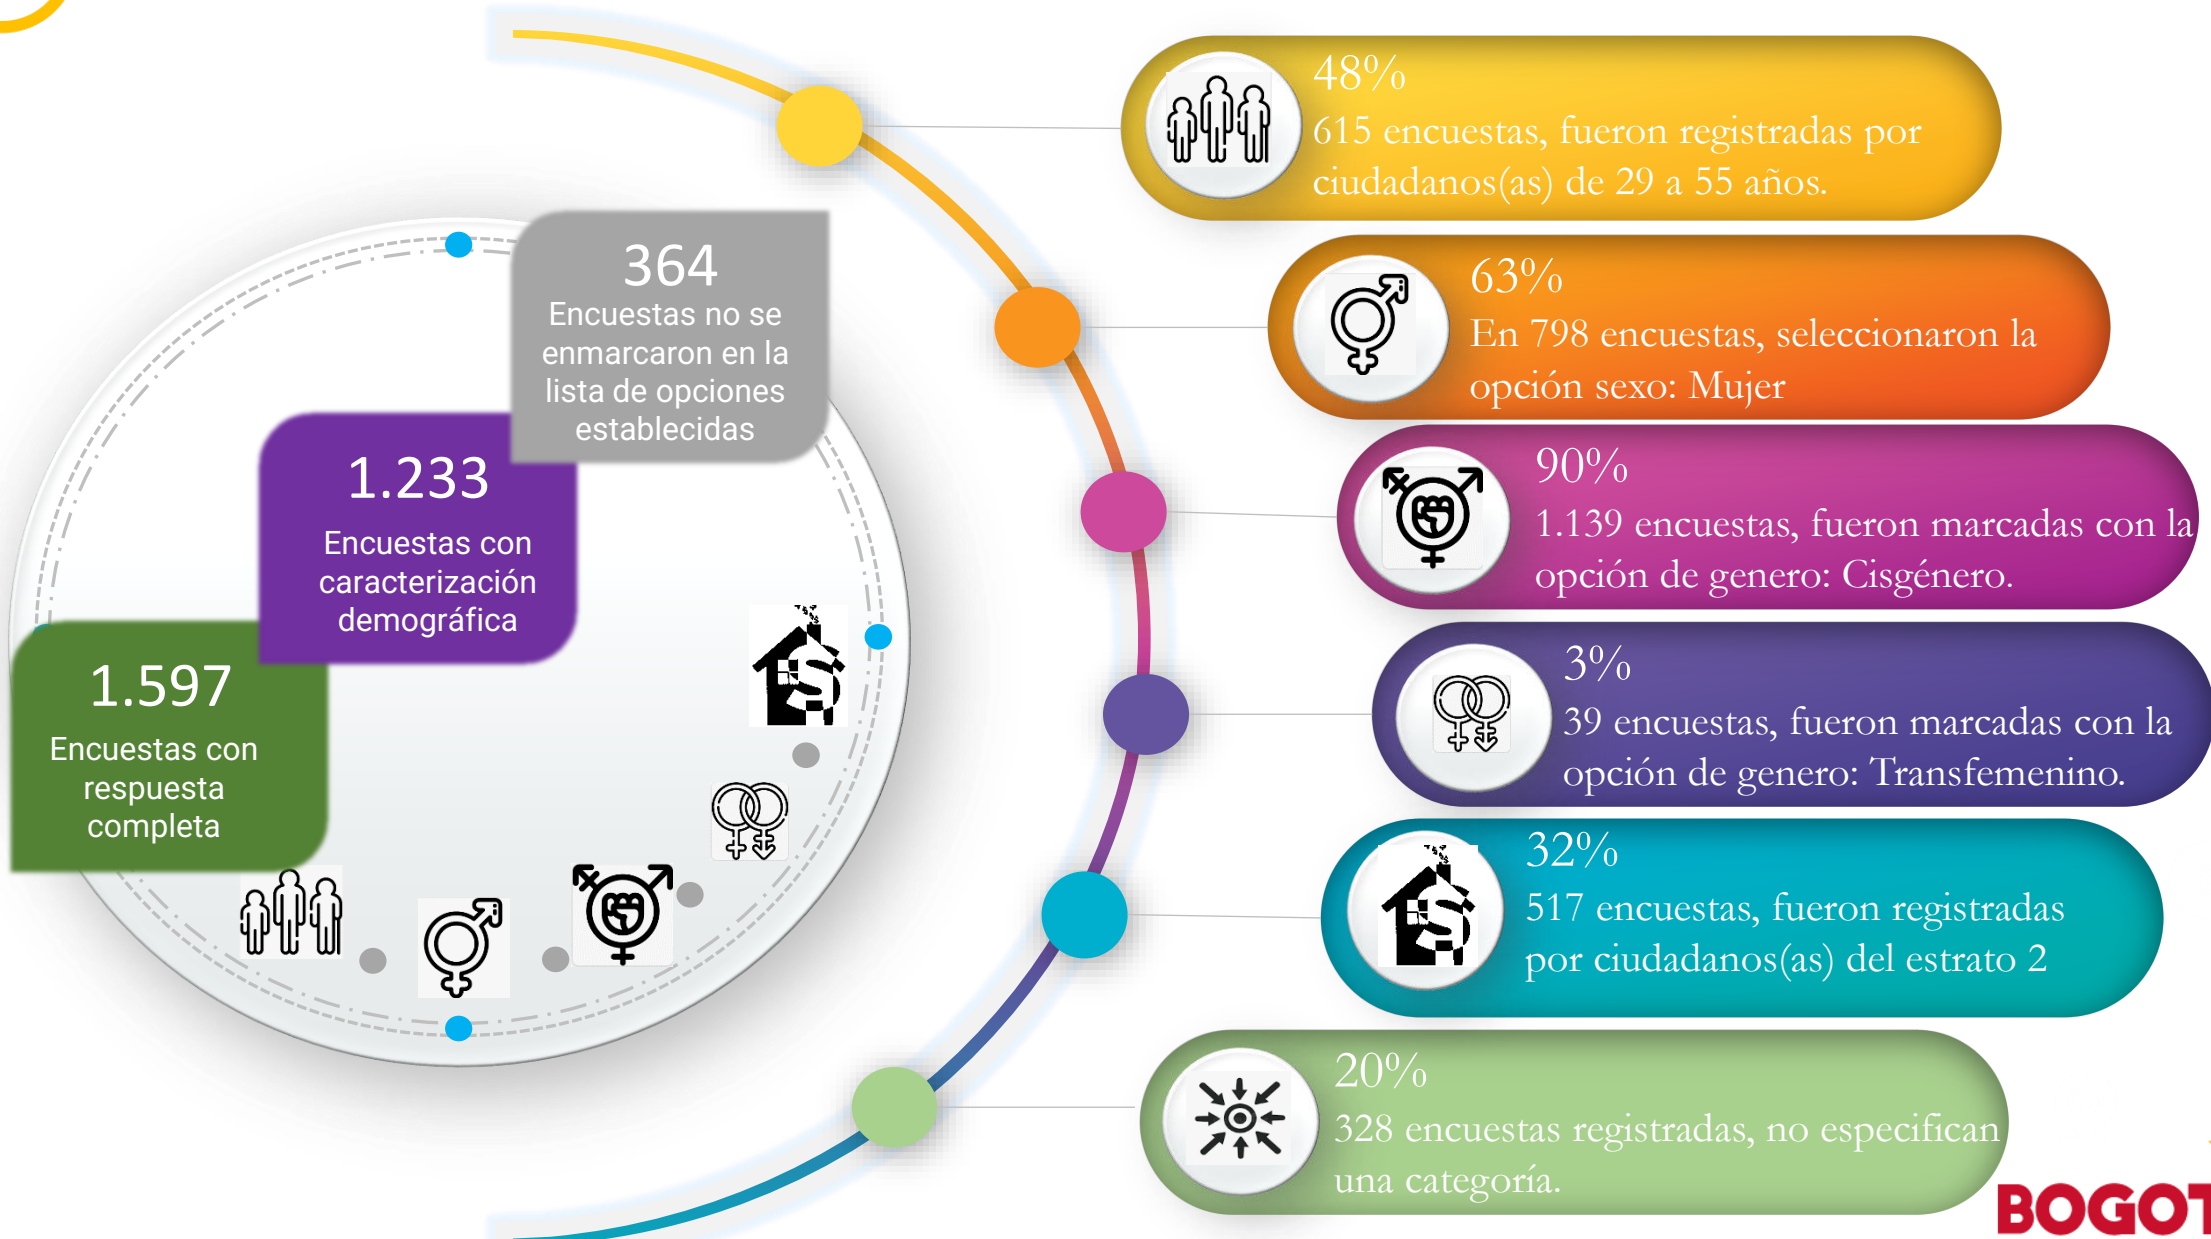 364
Encuestas no se
enmarcaron en la
lista de opciones
establecidas
1.233
Encuestas con
caracterización
demográfica
1.597
Encuestas con
respuesta
completa
48%
615 encuestas, fueron registradas por
ciudadanos(as) de 29 a 55 años.
63%
En 798 encuestas, seleccionaron la
opción sexo: Mujer
90%
1.139 encuestas, fueron marcadas con la
opción de genero: Cisgénero.
3%
39 encuestas, fueron marcadas con la
opción de genero: Transfemenino.
32%
517 encuestas, fueron registradas
por ciudadanos(as) del estrato 2
20%
328 encuestas registradas, no especifican
una categoría.
BOGOT